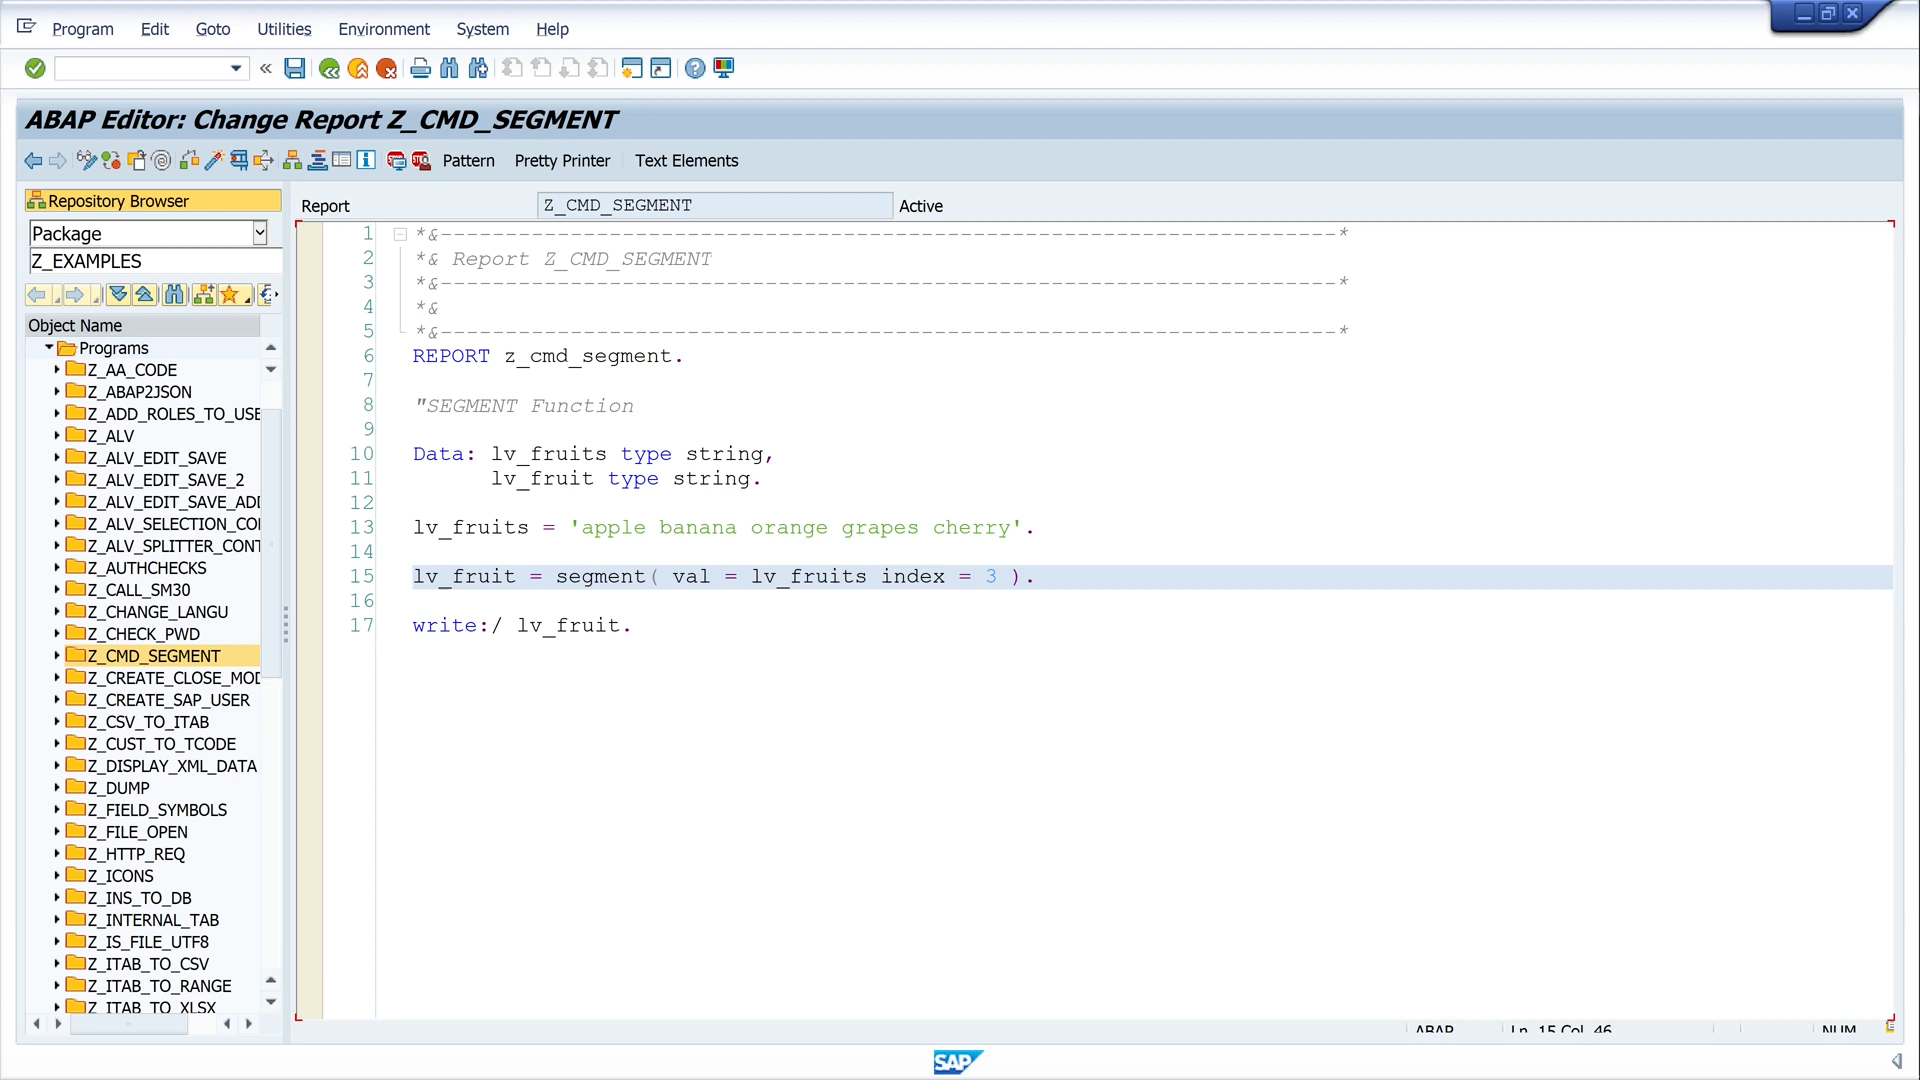 Program Edit Goto Utilities Environment System Help
ABAP Editor: Change Report Z_CMD_SEGMENT
Pattern Pretty Printer Text Elements
Repository Browser
Package
Z_EXAMPLES
Object Name
Programs
Z_AA_CODE
Z_ABAP2JSON
Z_ADD_ROLES_TO_USE
Z_ALV
Z_ALV_EDIT_SAVE
Z_ALV_EDIT_SAVE_2
Z_ALV_EDIT_SAVE_ADD
Z_ALV_SELECTION_CO
Z_ALV_SPLITTER_CONT
Z_AUTHCHECKS
Z_CALL_SM30
Z_CHANGE_LANGU
Z_CHECK_PWD
Z_CMD_SEGMENT
Z_CREATE_CLOSE_MOD
Z_CREATE_SAP_USER
Z_CSV_TO_ITAB
Z_CUST_TO_TCODE
Z_DISPLAY_XML_DATA
Z_DUMP
Z_FIELD_SYMBOLS
Z_FILE_OPEN
Z_HTTP_REQ
Z_ICONS
Z_INS_TO_DB
Z_INTERNAL_TAB
Z_IS_FILE_UTF8
Z_ITAB_TO_CSV
Z_ITAB_TO_RANGE
Z_ITAB_TO_XLSX
Report Z_CMD_SEGMENT Active
1 *&---------------------------------------------------------------------*
2 *& Report Z_CMD_SEGMENT
3 *&---------------------------------------------------------------------*
4 *&
5 *&---------------------------------------------------------------------*
6 REPORT z_cmd_segment.
7
8 "SEGMENT Function
9
10 Data: lv_fruits type string,
11       lv_fruit type string.
12
13 lv_fruits = 'apple banana orange grapes cherry'.
14
15 lv_fruit = segment( val = lv_fruits index = 3 ).
16
17 write:/ lv_fruit.
ABAP Ln 15 Col 46 NUM
SAP